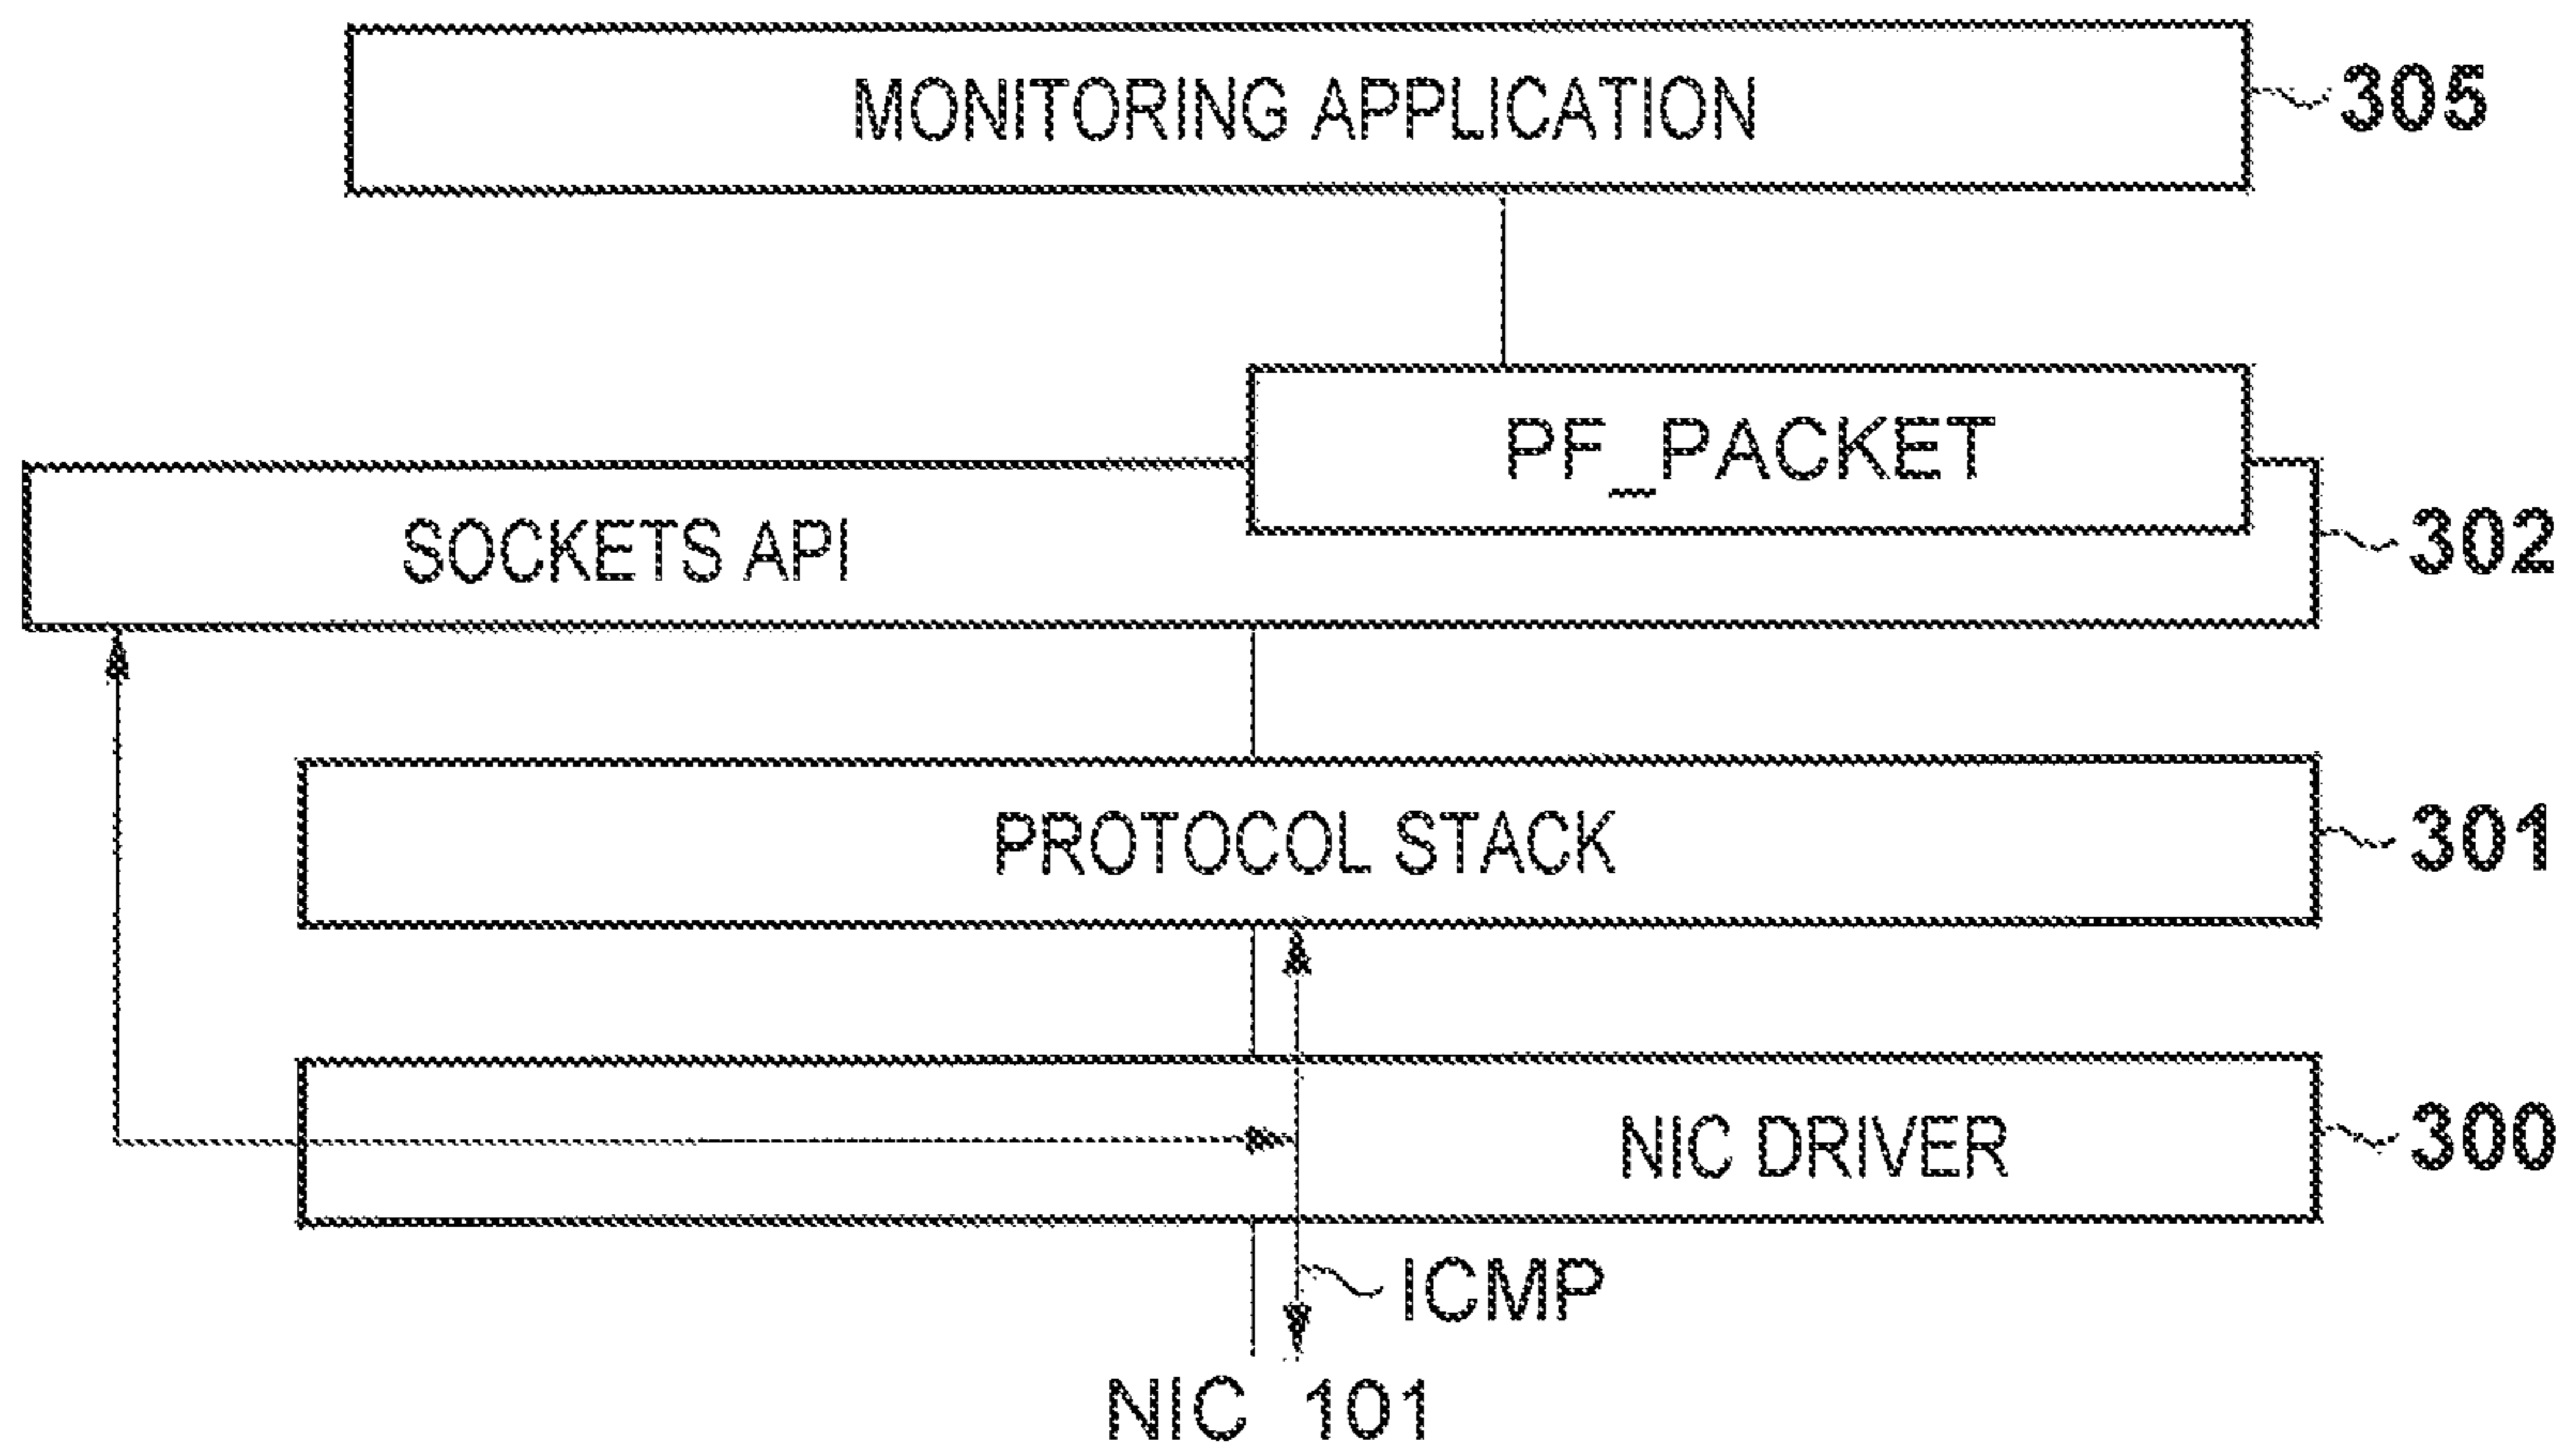 MONITORING APPLICATION
305
PF_PACKET
SOCKETS API
302
PROTOCOL STACK
301
NIC DRIVER
300
ICMP
NIC 101